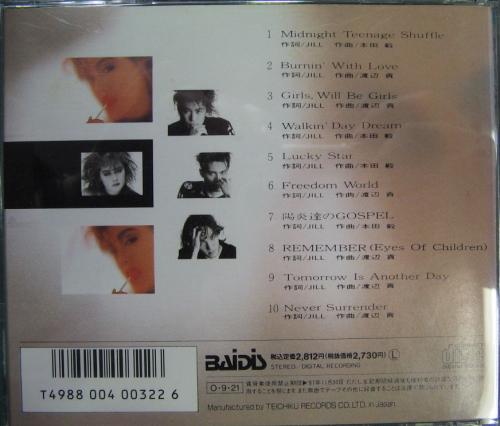 1 Midnight Teenage Shuffle
作詞/JILL 作曲/本田 毅
2 Burnin' With Love
作詞/JILL 作曲/渡辺 貢
3 Girls, Will Be Girls
作詞/JILL 作曲/渡辺 貢
4 Walkin' Day Dream
作詞/JILL 作曲/本田 毅
5 Lucky Star
作詞/JILL 作曲/本田 毅
6 Freedom World
作詞/JILL 作曲/渡辺 貢
7 陽炎達のGOSPEL
作詞/JILL 作曲/本田 毅
8 REMEMBER (Eyes Of Children)
作詞/JILL 作曲/渡辺 貢
9 Tomorrow Is Another Day
作詞/JILL 作曲/渡辺 貢
10 Never Surrender
作詞/JILL 作曲/渡辺 貢
BAIDIS 税込定価2,812円(税抜価格2,730円) L
STEREO/DIGITAL RECORDING
O-9-21
T4988 004 00322 6
Manufactured by TEICHIKU RECORDS CO., LTD. in Japan.